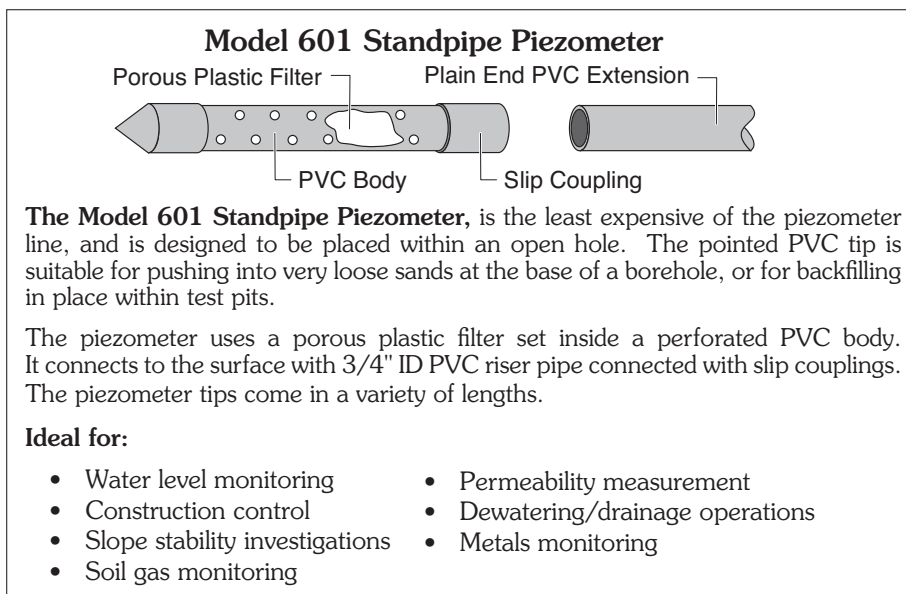 Model 601 Standpipe Piezometer
Porous Plastic Filter
Plain End PVC Extension
PVC Body
Slip Coupling
The Model 601 Standpipe Piezometer, is the least expensive of the piezometer
line, and is designed to be placed within an open hole. The pointed PVC tip is
suitable for pushing into very loose sands at the base of a borehole, or for backfilling
in place within test pits.
The piezometer uses a porous plastic filter set inside a perforated PVC body.
It connects to the surface with 3/4" ID PVC riser pipe connected with slip couplings.
The piezometer tips come in a variety of lengths.
Ideal for:
• Water level monitoring
• Construction control
• Slope stability investigations
• Soil gas monitoring
• Permeability measurement
• Dewatering/drainage operations
• Metals monitoring